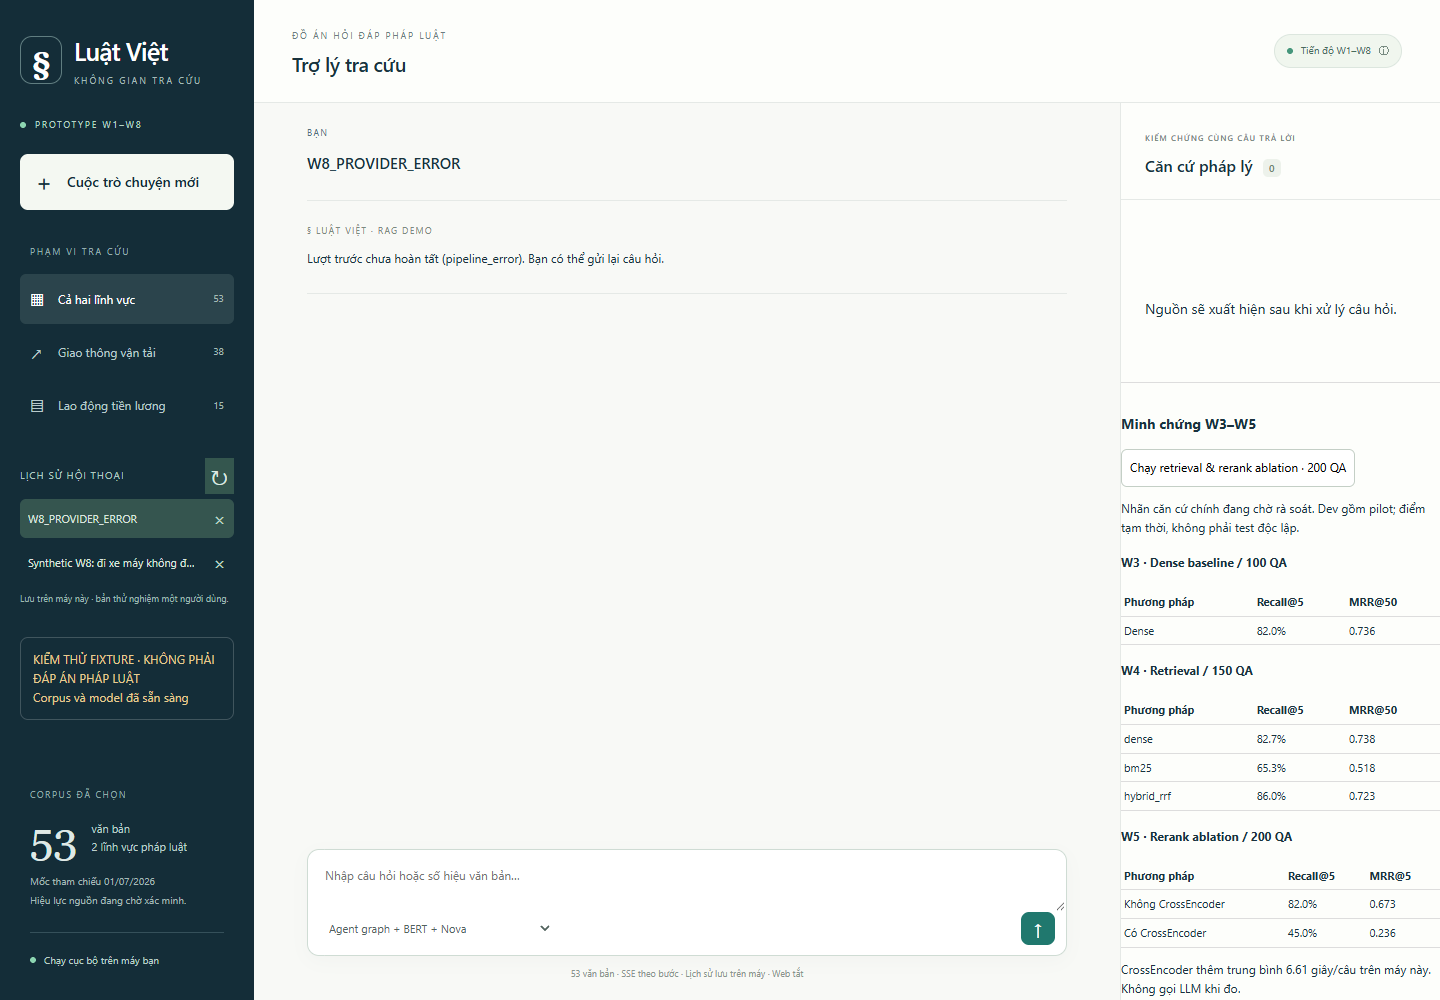 § Luật Việt
KHÔNG GIAN TRA CỨU
PROTOTYPE W1–W8
+ Cuộc trò chuyện mới
PHẠM VI TRA CỨU
Cả hai lĩnh vực 53
Giao thông vận tải 38
Lao động tiền lương 15
LỊCH SỬ HỘI THOẠI
W8_PROVIDER_ERROR ×
Synthetic W8: đi xe máy không đ... ×
Lưu trên máy này · bản thử nghiệm một người dùng.
KIỂM THỬ FIXTURE · KHÔNG PHẢI
ĐÁP ÁN PHÁP LUẬT
Corpus và model đã sẵn sàng
CORPUS ĐÃ CHỌN
53 văn bản
2 lĩnh vực pháp luật
Mốc tham chiếu 01/07/2026
Hiệu lực nguồn đang chờ xác minh.
Chạy cục bộ trên máy bạn
ĐỒ ÁN HỎI ĐÁP PHÁP LUẬT
Trợ lý tra cứu
Tiến độ W1–W8 ⓘ
BẠN
W8_PROVIDER_ERROR
§ LUẬT VIỆT · RAG DEMO
Lượt trước chưa hoàn tất (pipeline_error). Bạn có thể gửi lại câu hỏi.
Nhập câu hỏi hoặc số hiệu văn bản...
Agent graph + BERT + Nova
53 văn bản · SSE theo bước · Lịch sử lưu trên máy · Web tắt
KIỂM CHỨNG CÙNG CÂU TRẢ LỜI
Căn cứ pháp lý 0
Nguồn sẽ xuất hiện sau khi xử lý câu hỏi.
Minh chứng W3–W5
Chạy retrieval & rerank ablation · 200 QA
Nhãn căn cứ chính đang chờ rà soát. Dev gồm pilot; điểm
tạm thời, không phải test độc lập.
W3 · Dense baseline / 100 QA
Phương pháp Recall@5 MRR@50
Dense 82.0% 0.736
W4 · Retrieval / 150 QA
Phương pháp Recall@5 MRR@50
dense 82.7% 0.738
bm25 65.3% 0.518
hybrid_rrf 86.0% 0.723
W5 · Rerank ablation / 200 QA
Phương pháp Recall@5 MRR@5
Không CrossEncoder 82.0% 0.673
Có CrossEncoder 45.0% 0.236
CrossEncoder thêm trung bình 6.61 giây/câu trên máy này.
Không gọi LLM khi đo.